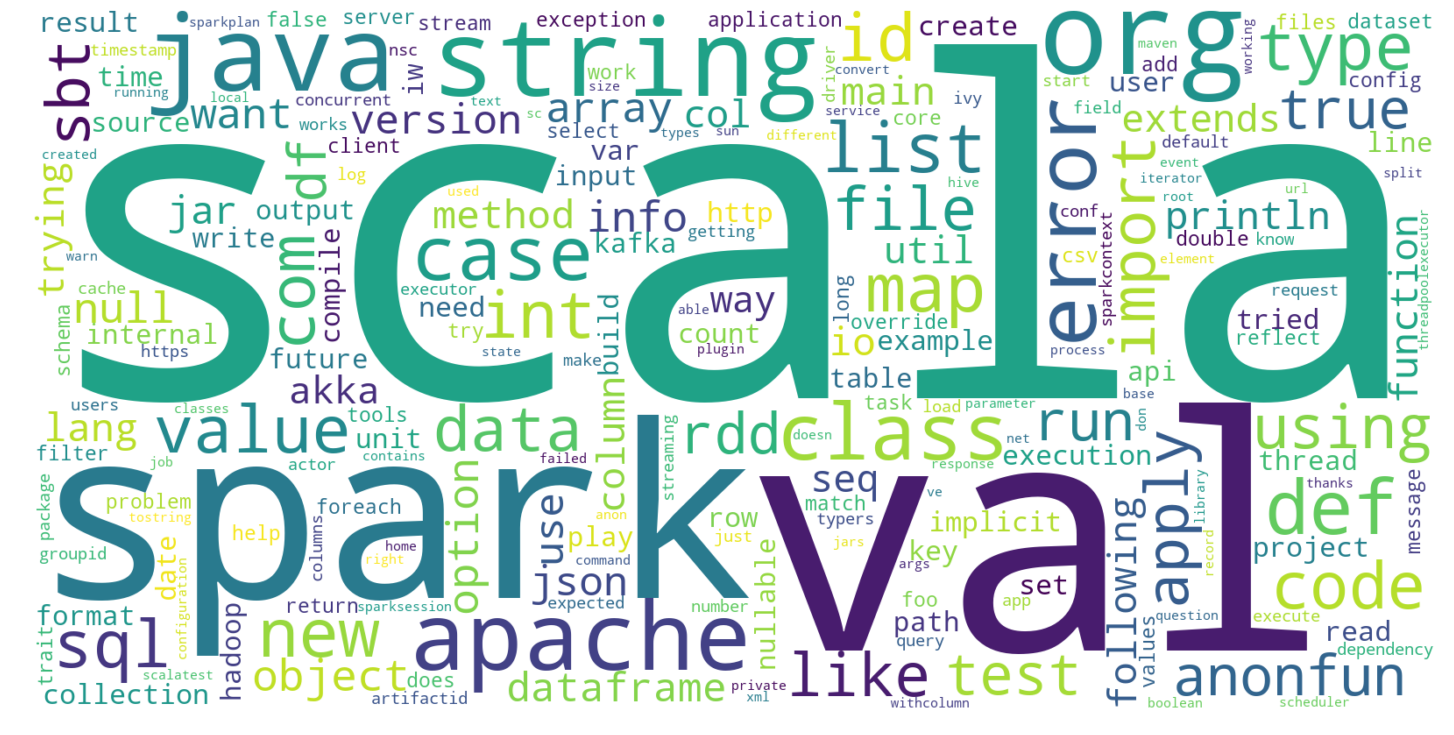 result
sparkplan
false
server
stream
exception
application
id
create
org
type
files
dataset
timestamp
java
string
nsc
iw
work
convert
maven
add
working
sbt
time
running
local
concurrent
text
size
sc
driver
main
ivy
start
user
config
source
want
works
version
array
col
service
core
field
extends
true
select
types
sun
different
list
error
default
line
created
client
var
event
iterator
split
df
log
input
used
hive
import
root
url
trying
jar
output
method
info
http
file
conf
println
write
com
case
kafka
getting
util
csv
double
know
function
warn
compile
executor
sparkcontext
element
threadpoolexecutor
cache
null
need
int
able
way
long
map
request
schema
internal
try
count
override
tried
https
future
state
make
build
plugin
io
example
process
reflect
scala
akka
column
table
api
users
classes
tools
task
load
parameter
base
lang
value
unit
data
rdd
doesn
class
net
run
don
using
filter
contains
job
actor
failed
streaming
response
execution
thread
spark
val
package
problem
foreach
option
seq
ve
apply
library
def
thanks
message
tostring
anon
row
match
typers
implicit
following
groupid
date
help
columns
home
right
use
play
just
jars
key
record
project
command
json
args
set
code
configuration
format
return
sparksession
expected
number
nullable
foo
app
path
values
question
execute
trait
sql
hadoop
new
apache
query
read
dependency
scalatest
object
does
like
test
anonfun
collection
artifactid
dataframe
private
xml
withcolumn
boolean
scheduler